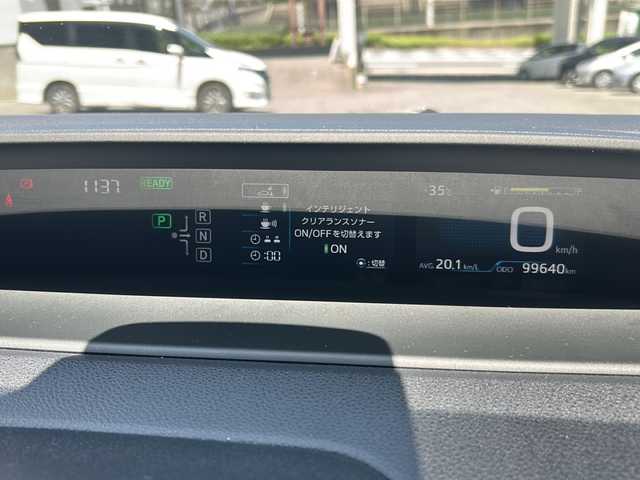 1137
READY
P
R
N
D
:00
インテリジェント
クリアランスソナー
ON/OFFを切替えます
ON
:切替
35℃
0 km/h
AVG. 20.1 km/L
ODO 99640 km